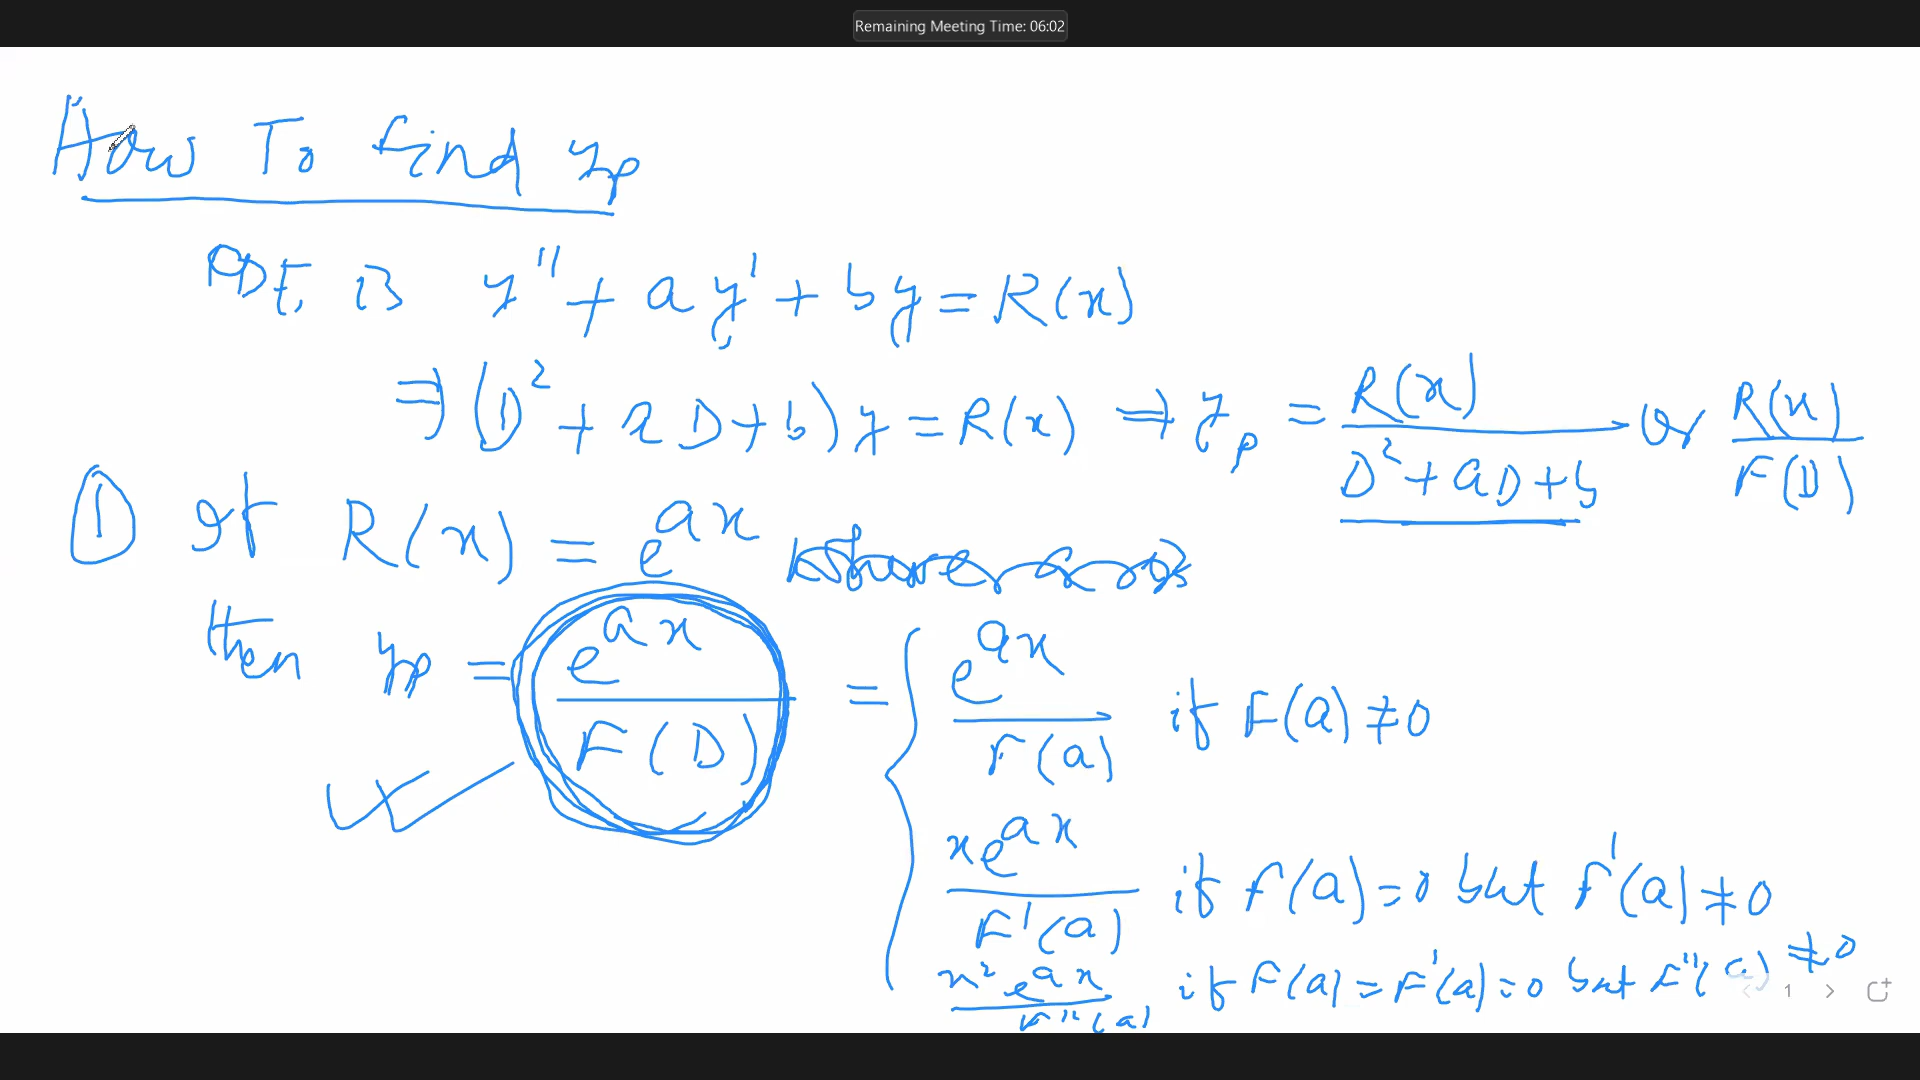 Remaining Meeting Time: 06:02
How To find yp
DE is y'' + ay' + by = R(x)
⇒ (D² + aD + b)y = R(x) ⇒ yp = R(x) / D² + aD + b or R(x) / F(D)
① If R(x) = e^ax
then yp = e^ax / F(D) = { e^ax / F(a) if F(a) ≠ 0
xe^ax / F'(a) if F(a) = 0 but F'(a) ≠ 0
x² e^ax / F''(a) if F(a) = F'(a) = 0 but F''(a) ≠ 0
1